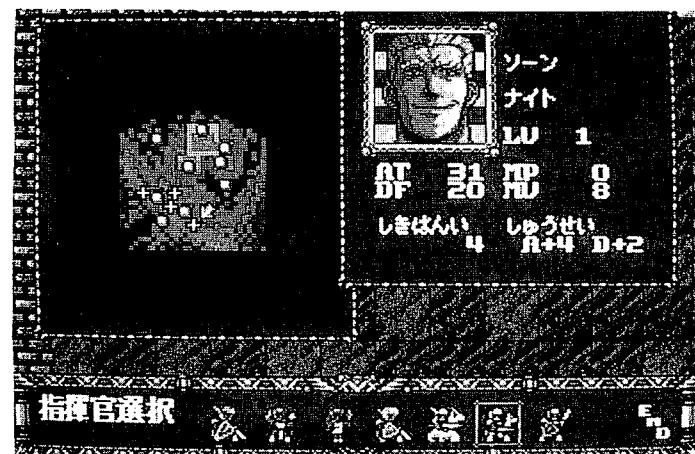 ソーン
ナイト
LV 1
AT 31 MP 0
DF 20 MV 8
しきはんい しゅうせい
4 A+4 D+2
指揮官選択
END